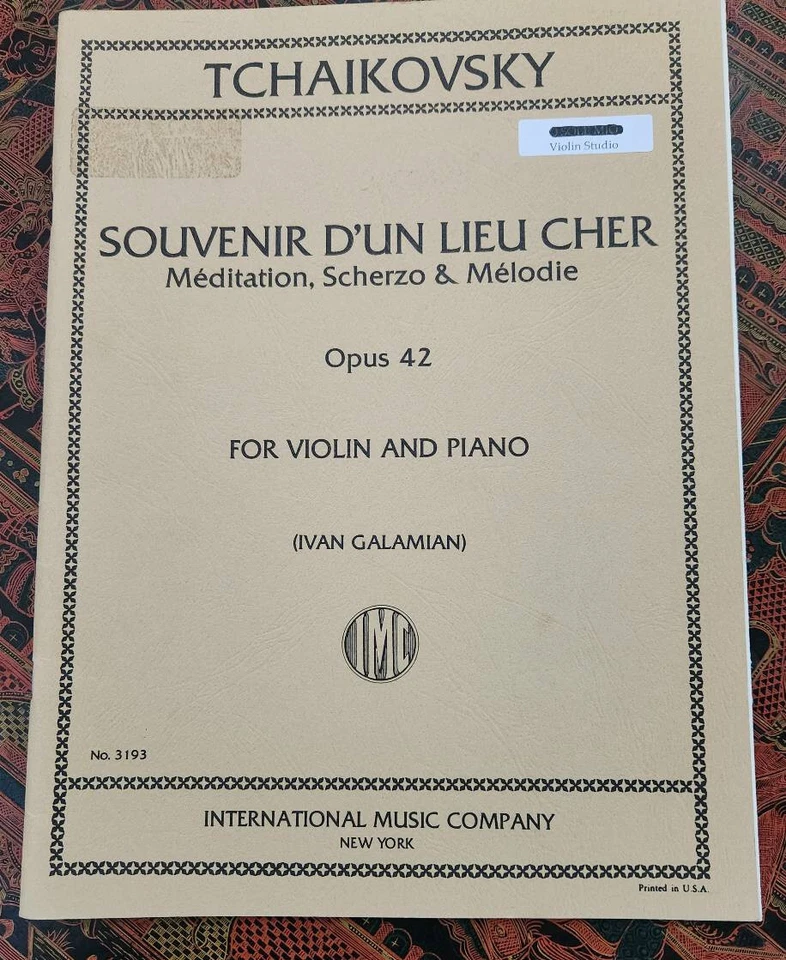 TCHAIKOVSKY
Violin Studio
SOUVENIR D'UN LIEU CHER
Méditation, Scherzo & Mélodie
Opus 42
FOR VIOLIN AND PIANO
(IVAN GALAMIAN)
IMC
No. 3193
INTERNATIONAL MUSIC COMPANY
NEW YORK
Printed in U.S.A.